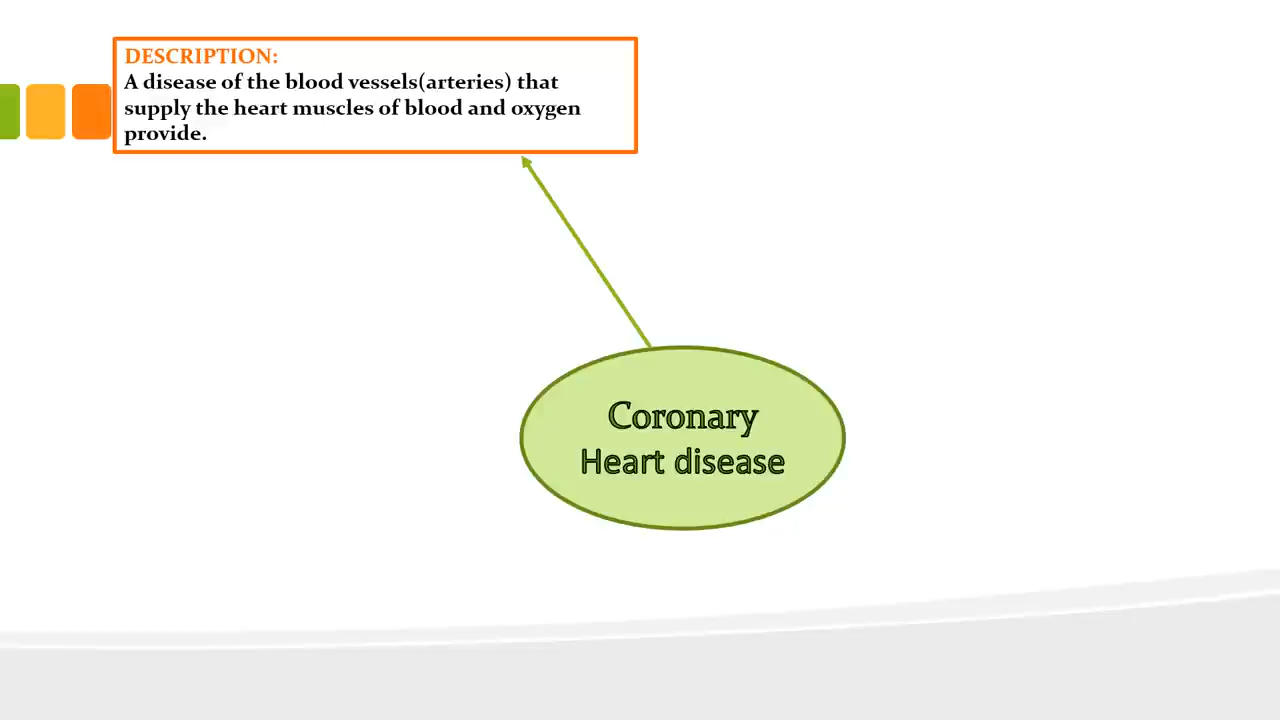 DESCRIPTION:
A disease of the blood vessels(arteries) that
supply the heart muscles of blood and oxygen
provide.
Coronary
Heart disease